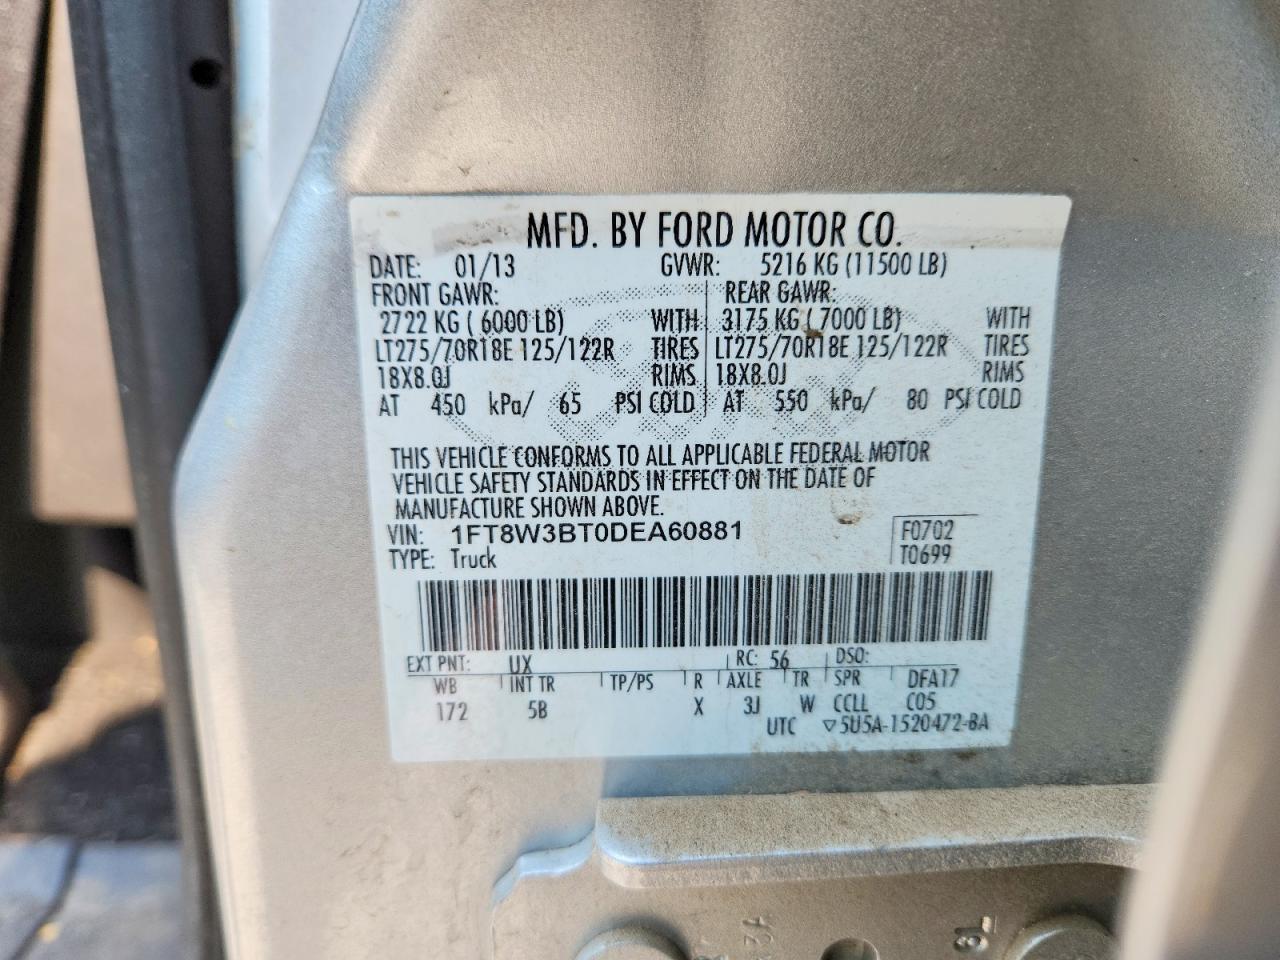 MFD. BY FORD MOTOR CO.
DATE: 01/13 GVWR: 5216 KG (11500 LB)
FRONT GAWR: REAR GAWR:
2722 KG ( 6000 LB) WITH 3175 KG ( 7000 LB) WITH
LT275/70R18E 125/122R TIRES LT275/70R18E 125/122R TIRES
18X8.0J RIMS 18X8.0J RIMS
AT 450 kPa/ 65 PSI COLD AT 550 kPa/ 80 PSI COLD
THIS VEHICLE CONFORMS TO ALL APPLICABLE FEDERAL MOTOR
VEHICLE SAFETY STANDARDS IN EFFECT ON THE DATE OF
MANUFACTURE SHOWN ABOVE.
VIN: 1FT8W3BT0DEA60881 F0702
TYPE: Truck T0699
EXT PNT: UX RC: 56 DSO:
WB INT TR TP/PS R AXLE TR SPR DFA17
172 5B X 3J W CCLL C05
UTC ▽5U5A-1520472-BA